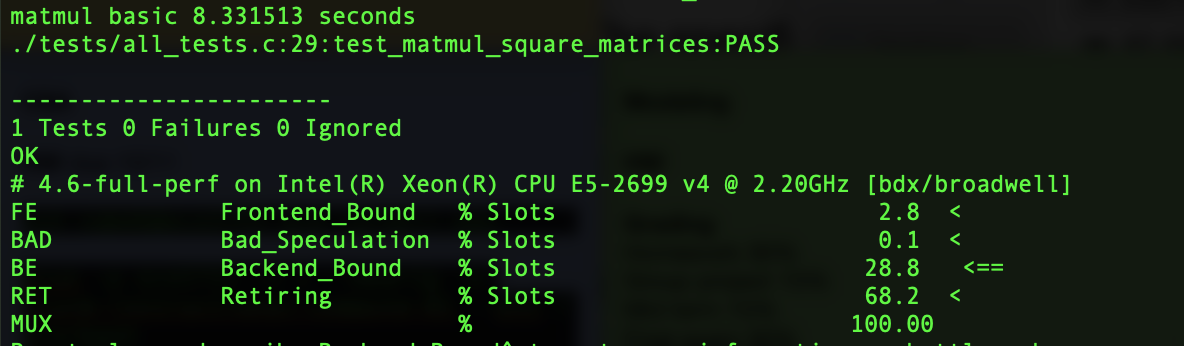 matmul basic 8.331513 seconds
./tests/all_tests.c:29:test_matmul_square_matrices:PASS
-----------------------
1 Tests 0 Failures 0 Ignored
OK
# 4.6-full-perf on Intel(R) Xeon(R) CPU E5-2699 v4 @ 2.20GHz [bdx/broadwell]
FE Frontend_Bound % Slots 2.8 <
BAD Bad_Speculation % Slots 0.1 <
BE Backend_Bound % Slots 28.8 <==
RET Retiring % Slots 68.2 <
MUX % 100.00